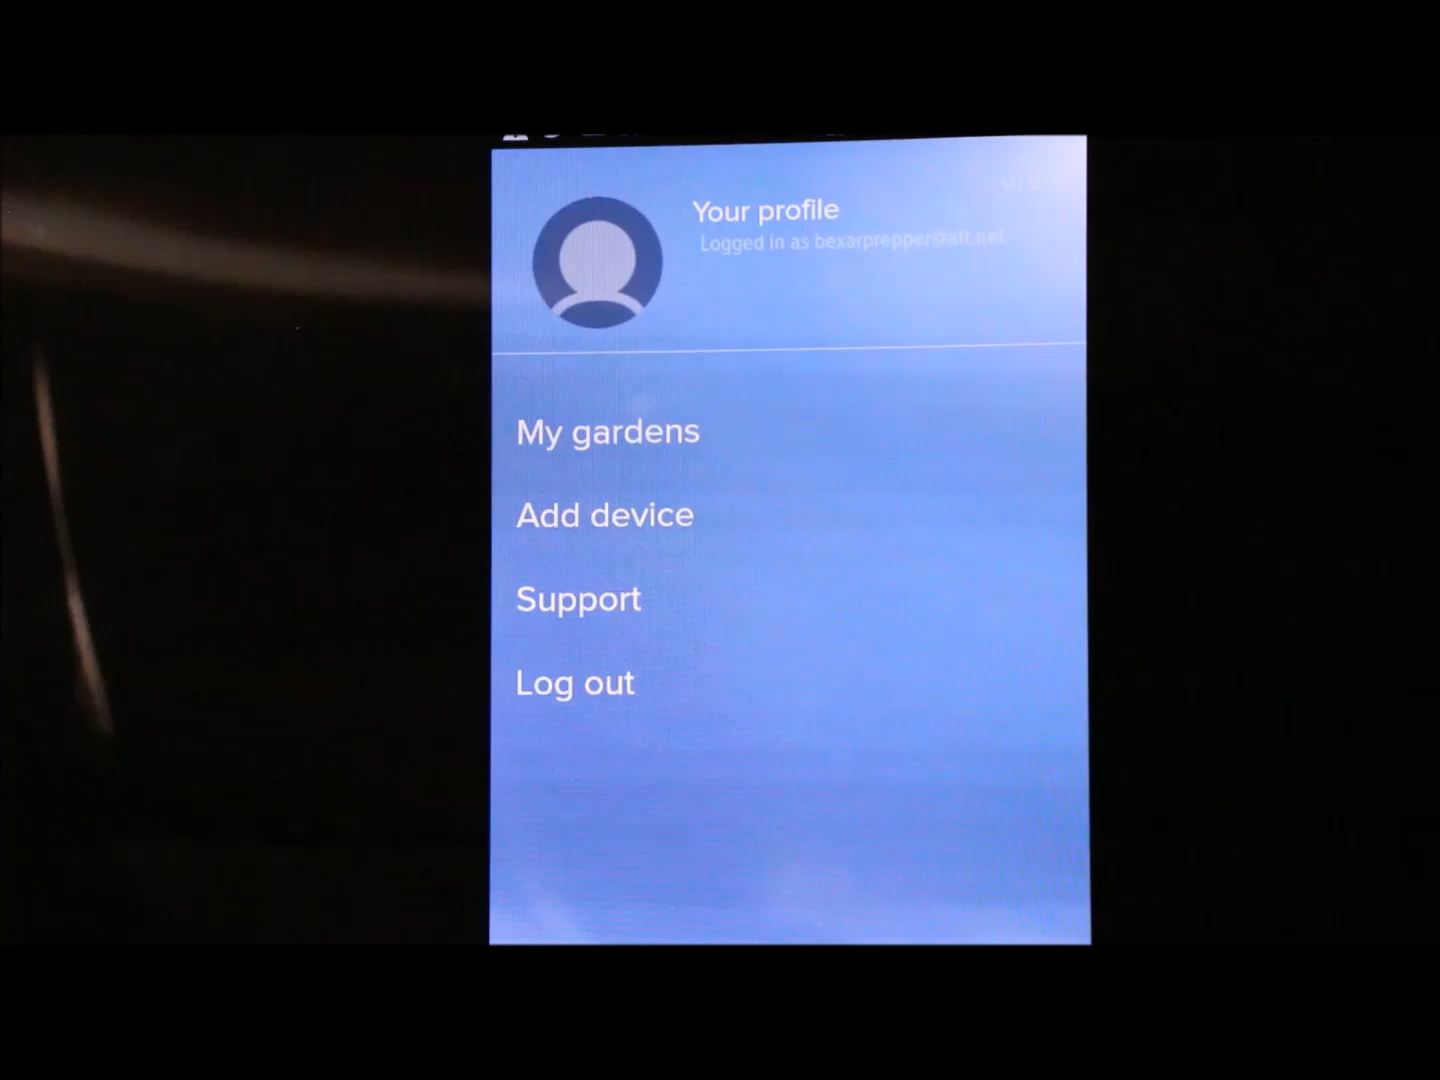 Your profile
Logged in as bexarprepper@att.net
My gardens
Add device
Support
Log out